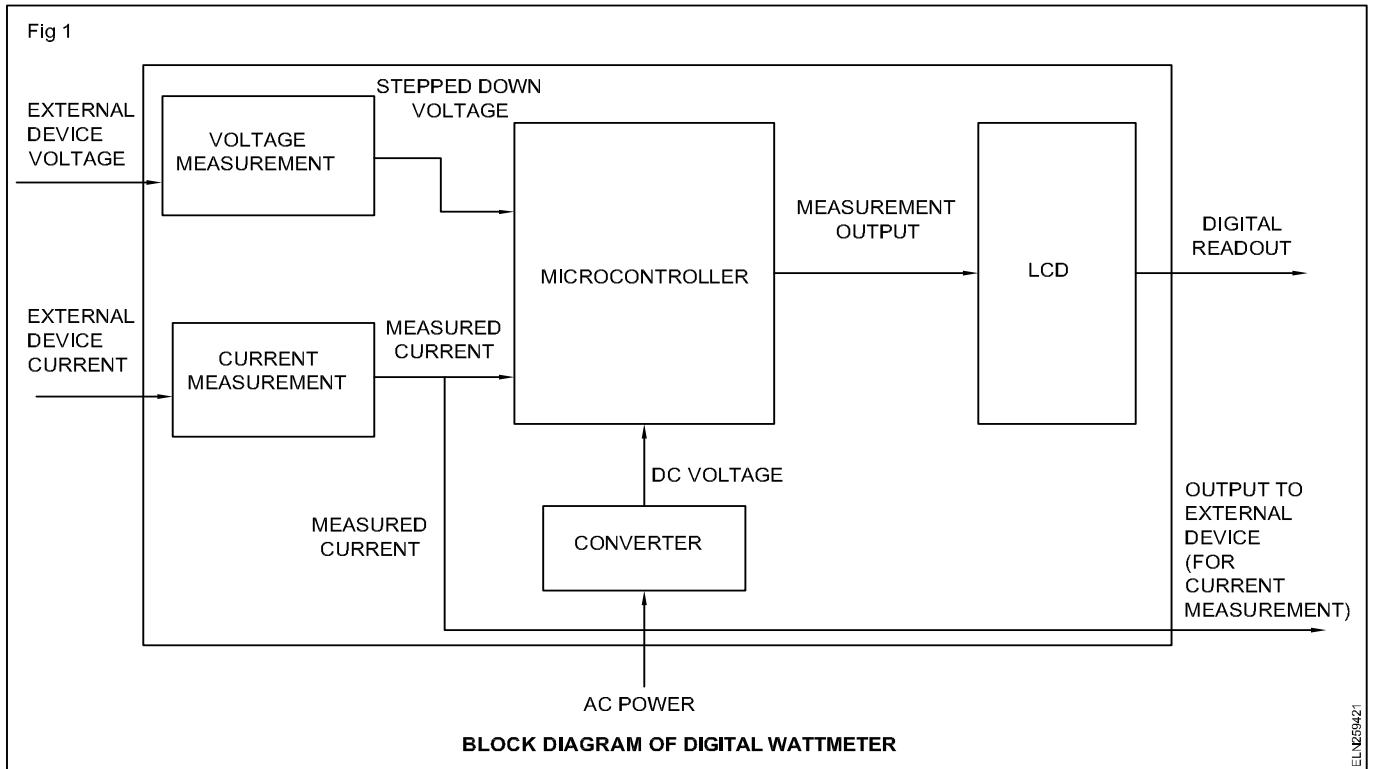 Fig 1
EXTERNAL
DEVICE
VOLTAGE
VOLTAGE
MEASUREMENT
STEPPED DOWN
VOLTAGE
EXTERNAL
DEVICE
CURRENT
CURRENT
MEASUREMENT
MEASURED
CURRENT
MICROCONTROLLER
MEASUREMENT
OUTPUT
LCD
DIGITAL
READOUT
DC VOLTAGE
MEASURED
CURRENT
CONVERTER
OUTPUT TO
EXTERNAL
DEVICE
(FOR
CURRENT
MEASUREMENT)
AC POWER
BLOCK DIAGRAM OF DIGITAL WATTMETER
ELN259421